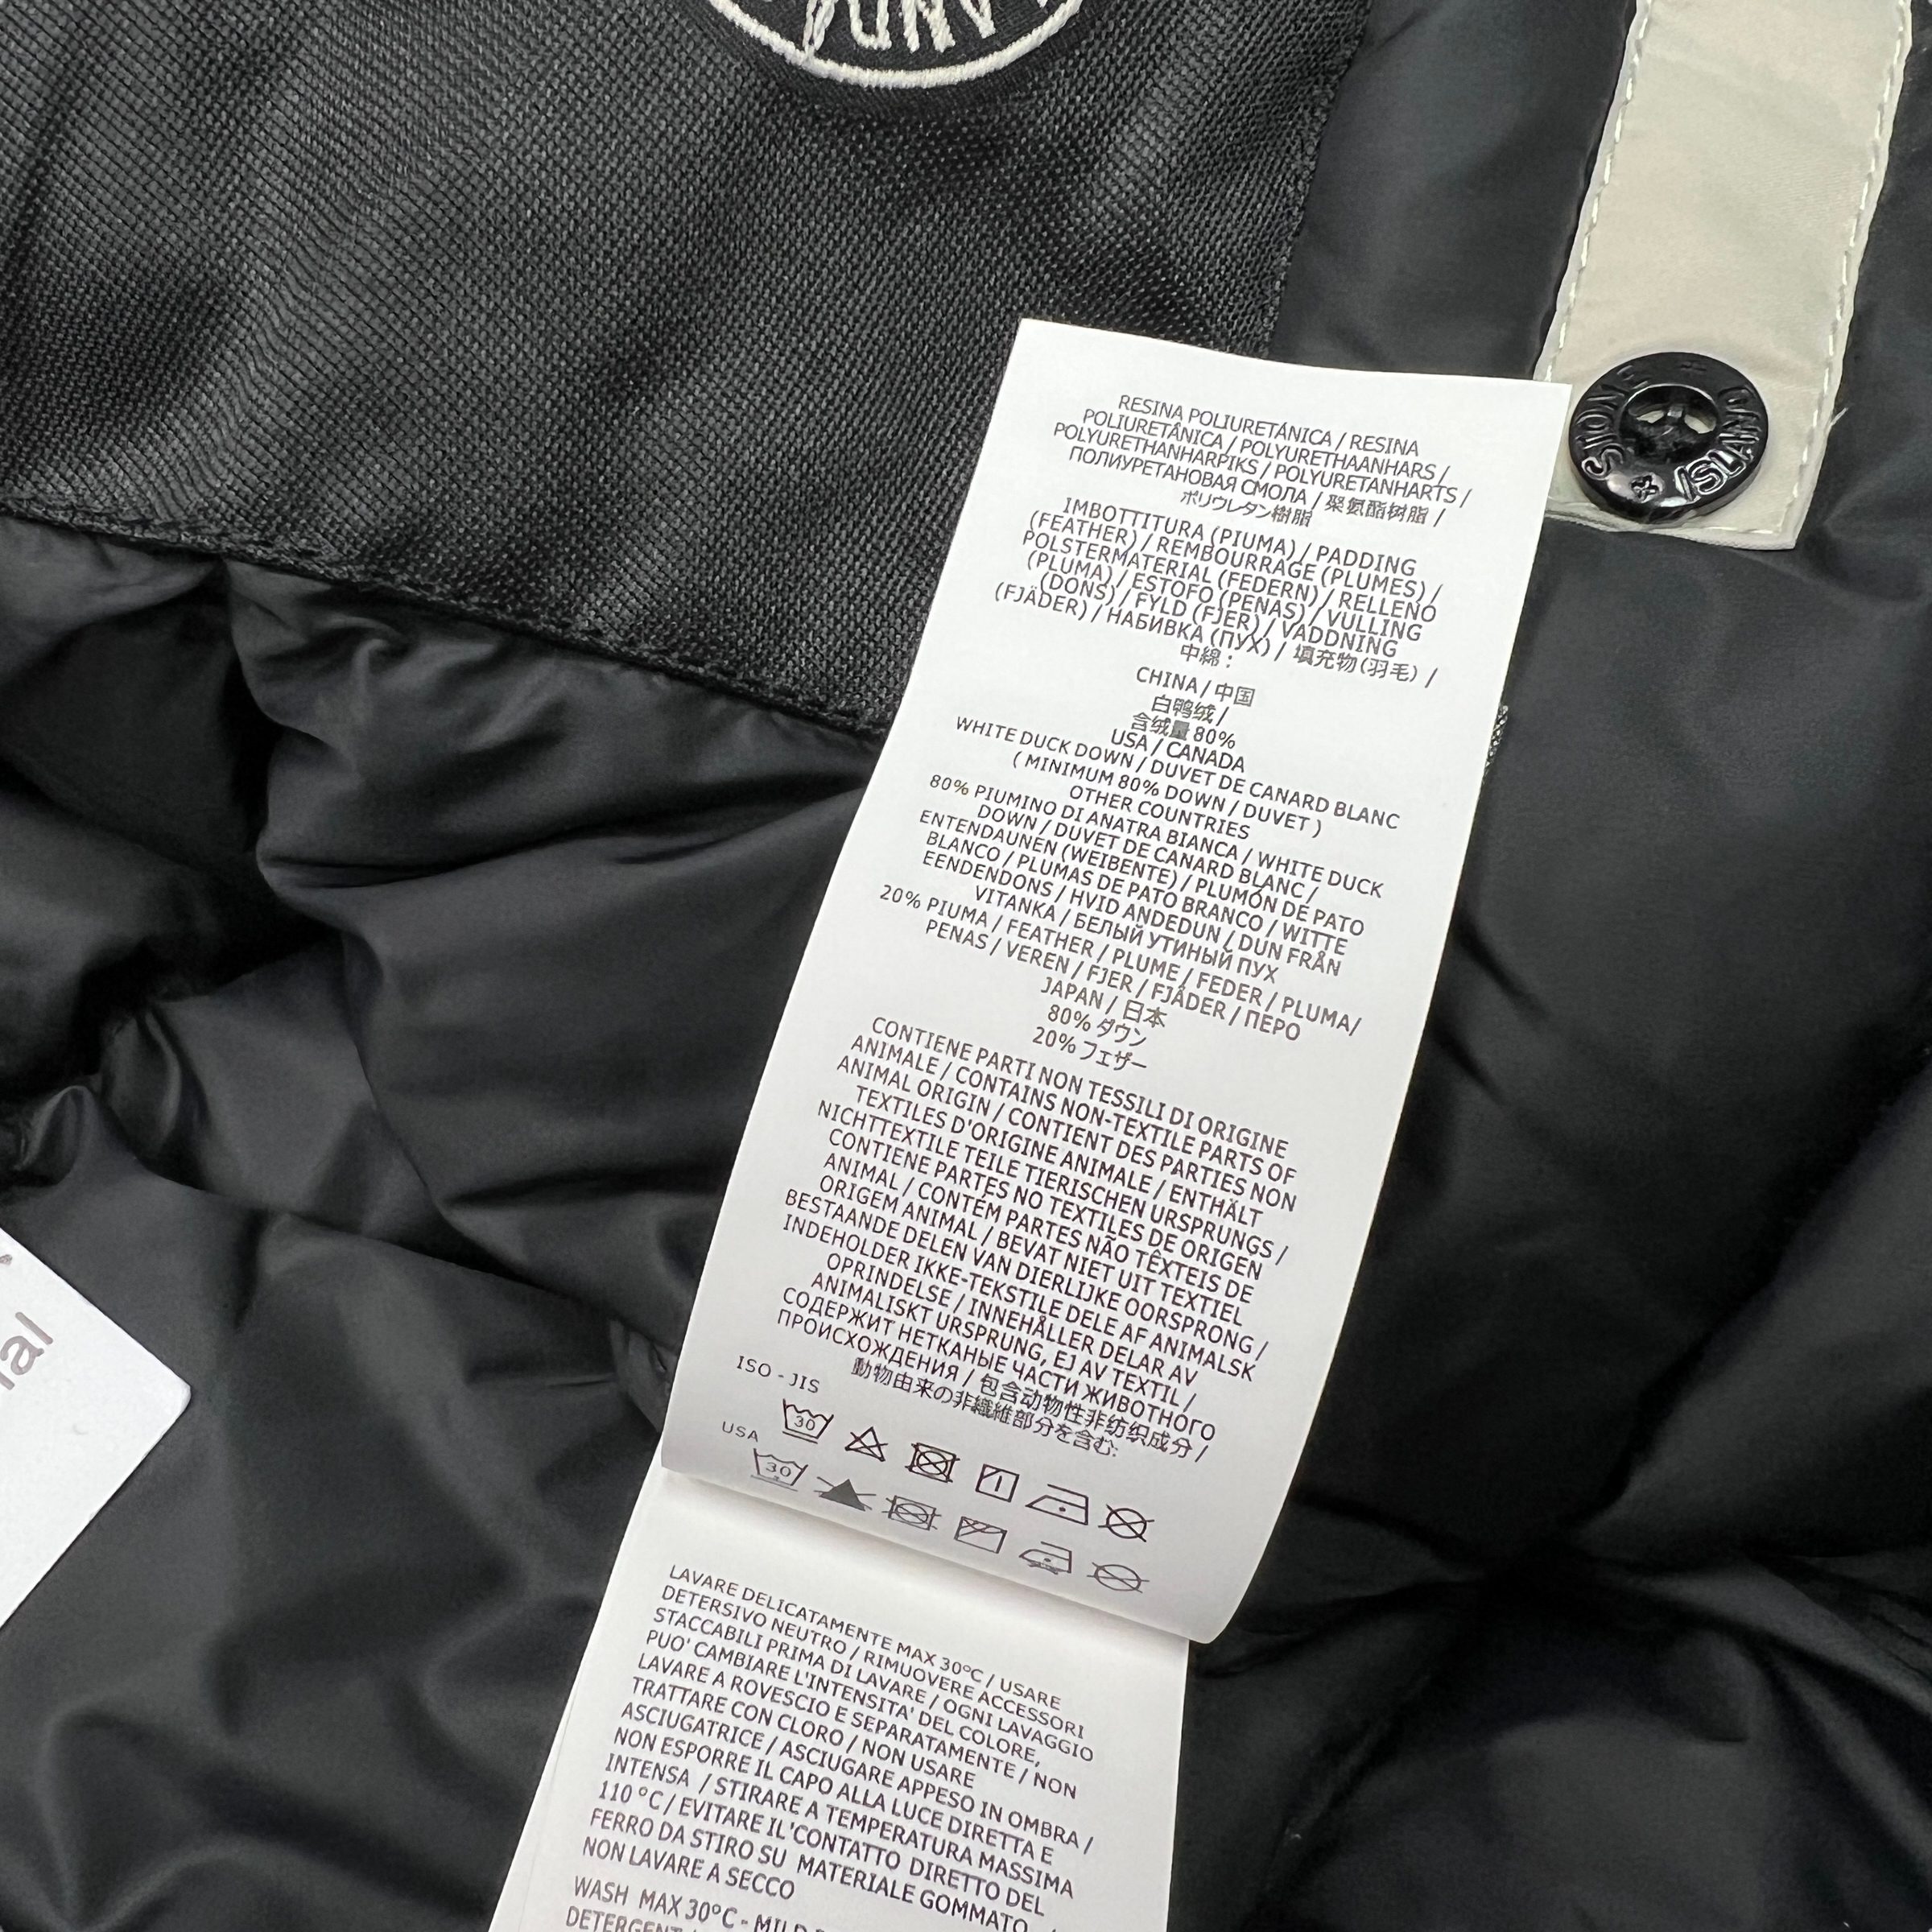 LAND
STONE
ISLAND
RESINA POLIURETÁNICA / RESINA
POLIURETÂNICA / POLYURETHAANHARS /
POLYURETHANHARPIKS / POLYURETANHARTS /
ПОЛИУРЕТАНОВАЯ СМОЛА / 聚氨酯树脂 /
ポリウレタン樹脂
IMBOTTITURA (PIUMA) / PADDING
(FEATHER) / REMBOURRAGE (PLUMES) /
POLSTERMATERIAL (FEDERN) / RELLENO
(PLUMA) / ESTOFO (PENAS) / VULLING
(DONS) / FYLD (FJER) / VADDNING
(FJÄDER) / НАБИВКА (ПУХ) / 填充物(羽毛) /
中綿 :
CHINA / 中国
白鸭绒 /
含绒量 80%
USA / CANADA
WHITE DUCK DOWN / DUVET DE CANARD BLANC
( MINIMUM 80% DOWN / DUVET )
OTHER COUNTRIES
80% PIUMINO DI ANATRA BIANCA / WHITE DUCK
DOWN / DUVET DE CANARD BLANC /
ENTENDAUNEN (WEIBENTE) / PLUMÓN DE PATO
BLANCO / PLUMAS DE PATO BRANCO / WITTE
EENDENDONS / HVID ANDEDUN / DUN FRÅN
VITANKA / БЕЛЫЙ УТИНЫЙ ПУХ
20% PIUMA / FEATHER / PLUME / FEDER / PLUMA/
PENAS / VEREN / FJER / FJÄDER / ПЕРО
JAPAN / 日本
80% ダウン
20% フェザー
CONTIENE PARTI NON TESSILI DI ORIGINE
ANIMALE / CONTAINS NON-TEXTILE PARTS OF
ANIMAL ORIGIN / CONTIENT DES PARTIES NON
TEXTILES D'ORIGINE ANIMALE / ENTHÄLT
NICHTTEXTILE TEILE TIERISCHEN URSPRUNGS /
CONTIENE PARTES NO TEXTILES DE ORIGEN
ANIMAL / CONTÉM PARTES NÃO TÊXTEIS DE
ORIGEM ANIMAL / BEVAT NIET UIT TEXTIEL
BESTAANDE DELEN VAN DIERLIJKE OORSPRONG /
INDEHOLDER IKKE-TEKSTILE DELE AF ANIMALSK
OPRINDELSE / INNEHÅLLER DELAR AV
ANIMALISKT URSPRUNG, EJ AV TEXTIL /
СОДЕРЖИТ НЕТКАНЫЕ ЧАСТИ ЖИВОТНОГО
ПРОИСХОЖДЕНИЯ / 包含动物性非纺织成分 /
動物由来の非繊維部分を含む:
ISO - JIS
30
USA
30
LAVARE DELICATAMENTE MAX 30°C / USARE
DETERSIVO NEUTRO / RIMUOVERE ACCESSORI
STACCABILI PRIMA DI LAVARE / OGNI LAVAGGIO
PUO' CAMBIARE L'INTENSITA' DEL COLORE,
LAVARE A ROVESCIO E SEPARATAMENTE / NON
TRATTARE CON CLORO / NON USARE
ASCIUGATRICE / ASCIUGARE APPESO IN OMBRA /
NON ESPORRE IL CAPO ALLA LUCE DIRETTA E
INTENSA / STIRARE A TEMPERATURA MASSIMA
110 °C / EVITARE IL'CONTATTO DIRETTO DEL
FERRO DA STIRO SU MATERIALE GOMMATO /
NON LAVARE A SECCO
WASH MAX 30°C - MILD
DETERGENT
nal